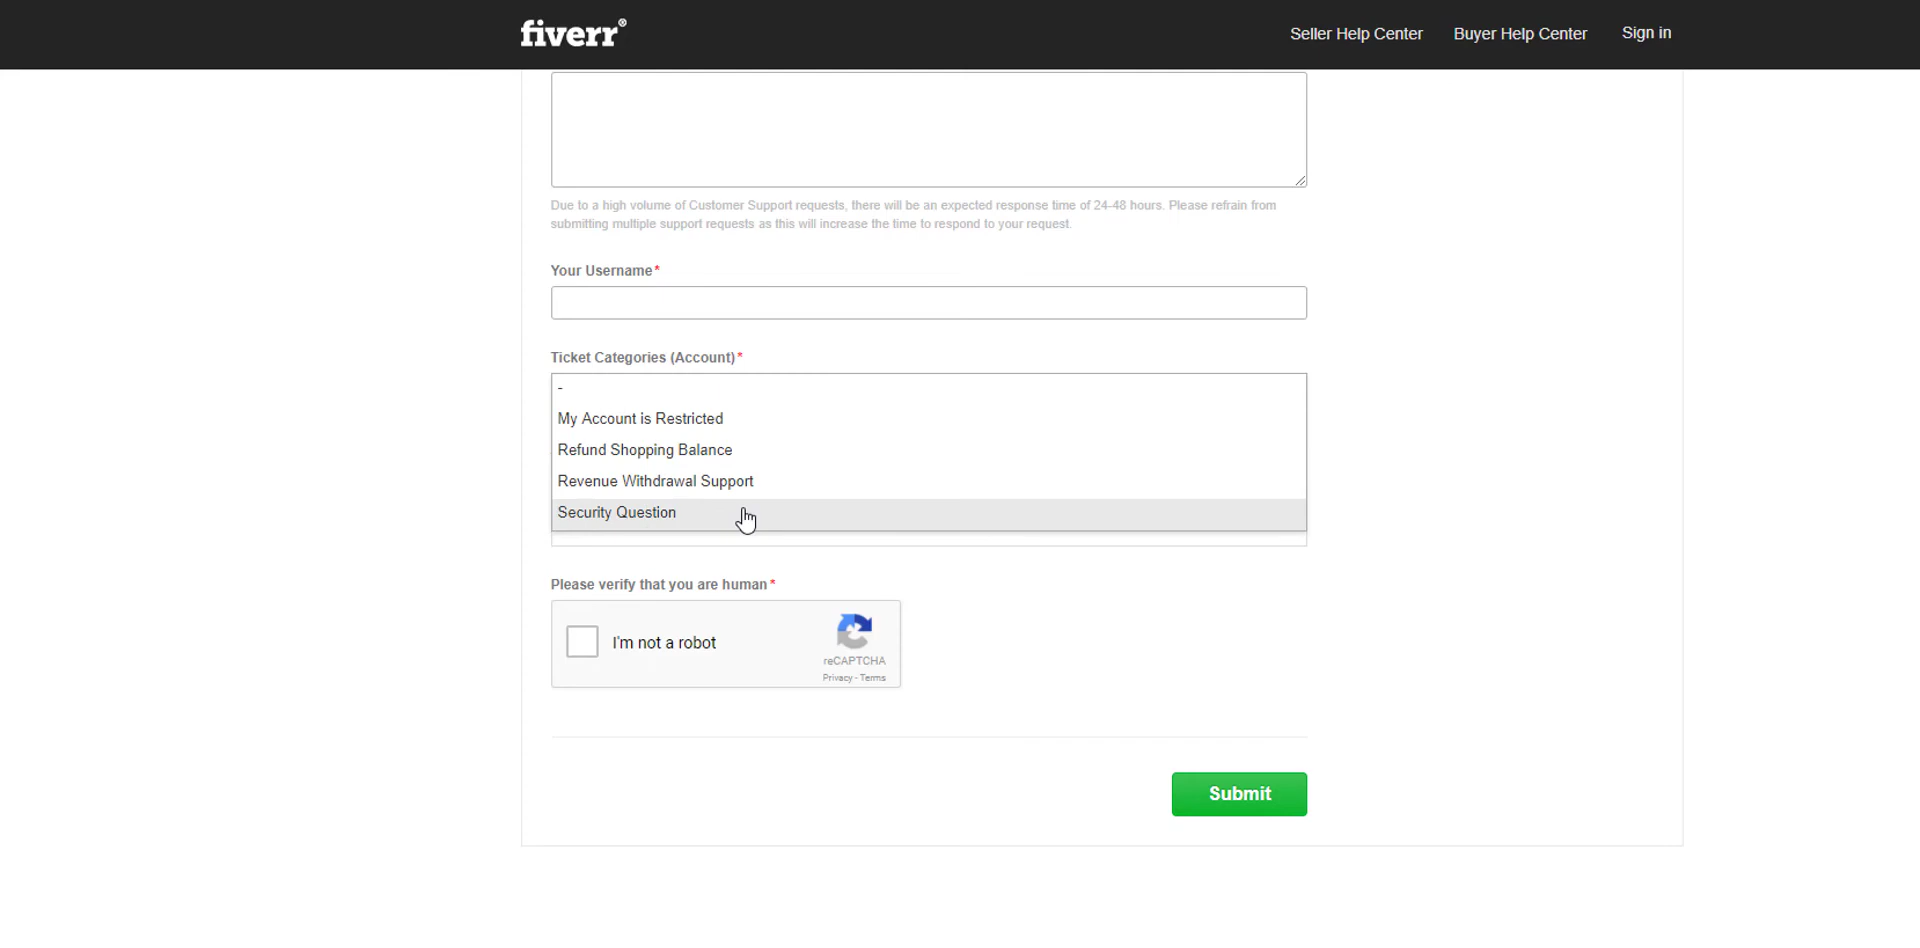 fiverr®
Seller Help Center
Buyer Help Center
Sign in
Due to a high volume of Customer Support requests, there will be an expected response time of 24-48 hours. Please refrain from
submitting multiple support requests as this will increase the time to respond to your request.
Your Username*
Ticket Categories (Account)*
-
My Account is Restricted
Refund Shopping Balance
Revenue Withdrawal Support
Security Question
Please verify that you are human*
I'm not a robot
reCAPTCHA
Privacy - Terms
Submit